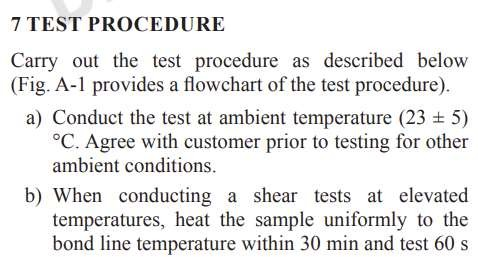 7 TEST PROCEDURE
Carry out the test procedure as described below
(Fig. A-1 provides a flowchart of the test procedure).
a) Conduct the test at ambient temperature (23 ± 5)
°C. Agree with customer prior to testing for other
ambient conditions.
b) When conducting a shear tests at elevated
temperatures, heat the sample uniformly to the
bond line temperature within 30 min and test 60 s